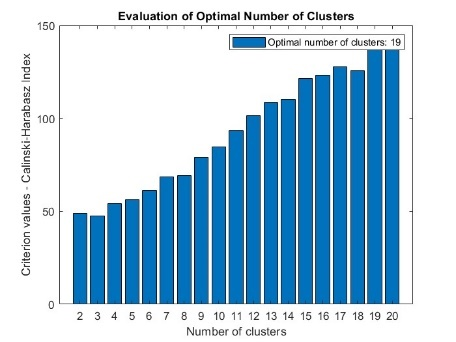 Evaluation of Optimal Number of Clusters
Optimal number of clusters: 19
Criterion values - Calinski-Harabasz Index
150
100
50
0
2 3 4 5 6 7 8 9 10 11 12 13 14 15 16 17 18 19 20
Number of clusters